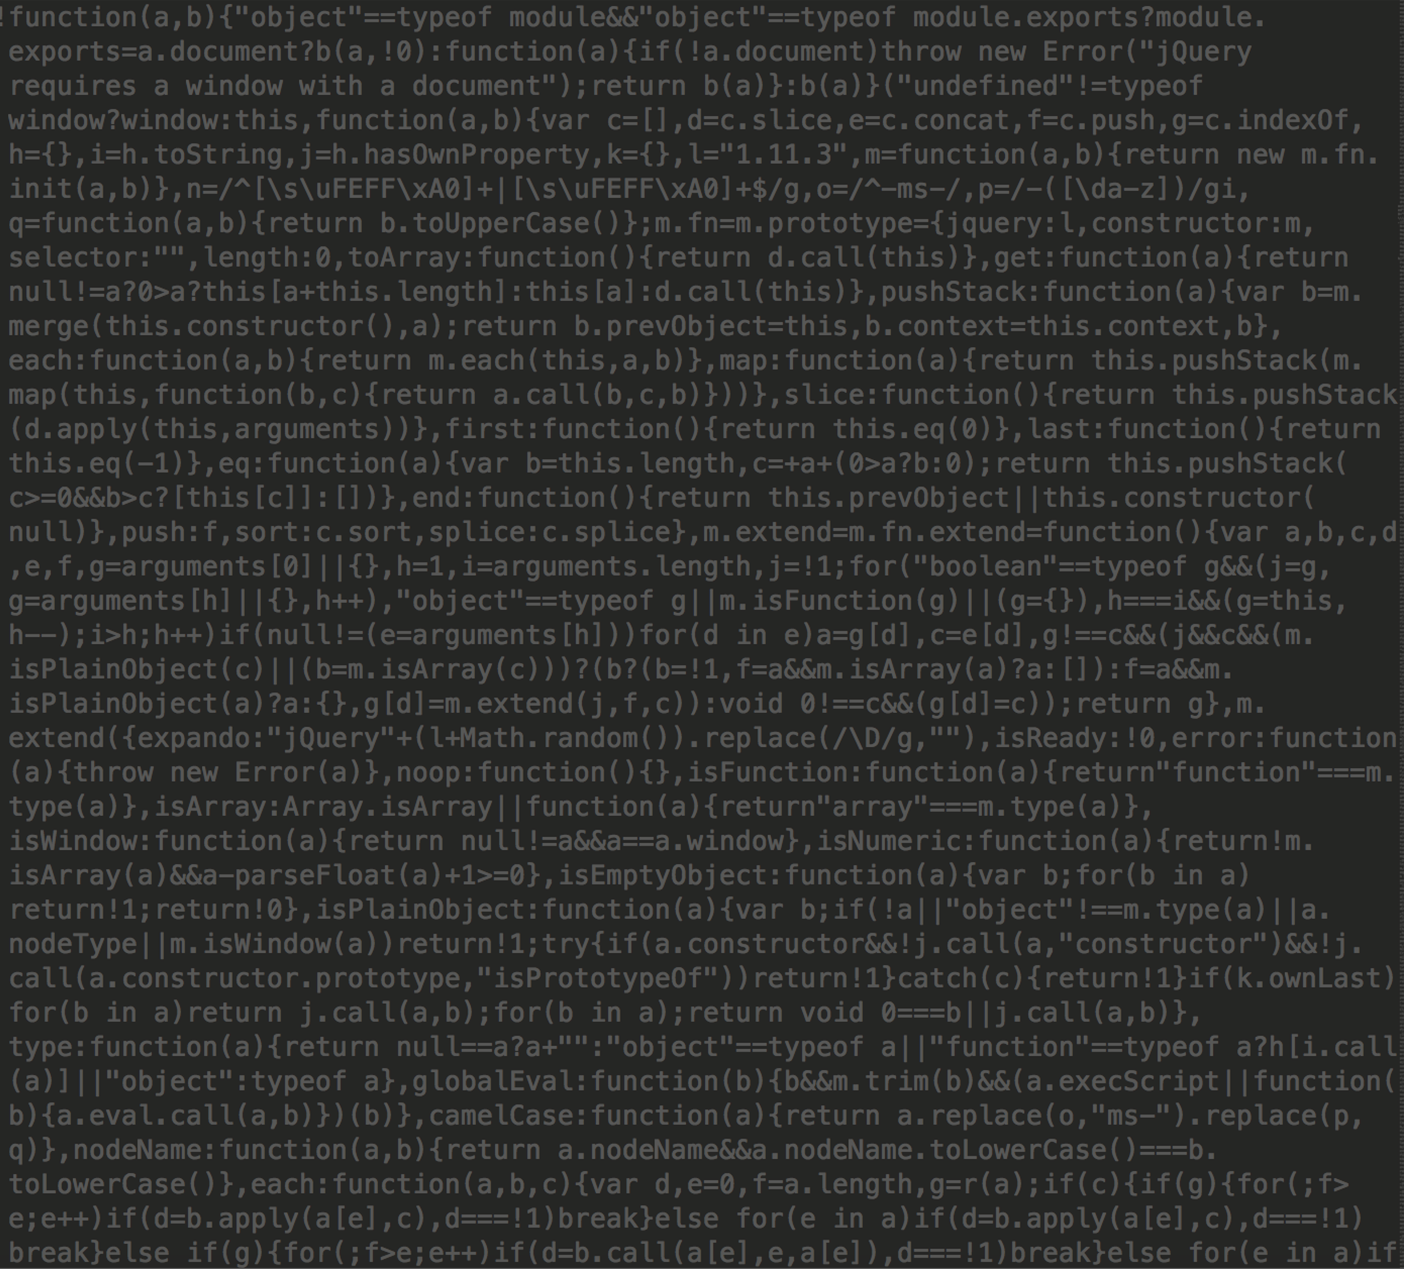 !function(a,b){"object"==typeof module&&"object"==typeof module.exports?module.
exports=a.document?b(a,!0):function(a){if(!a.document)throw new Error("jQuery
requires a window with a document");return b(a)}:b(a)}("undefined"!=typeof
window?window:this,function(a,b){var c=[],d=c.slice,e=c.concat,f=c.push,g=c.indexOf,
h={},i=h.toString,j=h.hasOwnProperty,k={},l="1.11.3",m=function(a,b){return new m.fn.
init(a,b)},n=/^[\s\uFEFF\xA0]+|[\s\uFEFF\xA0]+$/g,o=/^-ms-/,p=/-([\da-z])/gi,
q=function(a,b){return b.toUpperCase()};m.fn=m.prototype={jquery:l,constructor:m,
selector:"",length:0,toArray:function(){return d.call(this)},get:function(a){return
null!=a?0>a?this[a+this.length]:this[a]:d.call(this)},pushStack:function(a){var b=m.
merge(this.constructor(),a);return b.prevObject=this,b.context=this.context,b},
each:function(a,b){return m.each(this,a,b)},map:function(a){return this.pushStack(m.
map(this,function(b,c){return a.call(b,c,b)}))},slice:function(){return this.pushStack
(d.apply(this,arguments))},first:function(){return this.eq(0)},last:function(){return
this.eq(-1)},eq:function(a){var b=this.length,c=+a+(0>a?b:0);return this.pushStack(
c>=0&&b>c?[this[c]]:[])},end:function(){return this.prevObject||this.constructor(
null)},push:f,sort:c.sort,splice:c.splice},m.extend=m.fn.extend=function(){var a,b,c,d
,e,f,g=arguments[0]||{},h=1,i=arguments.length,j=!1;for("boolean"==typeof g&&(j=g,
g=arguments[h]||{},h++),"object"==typeof g||m.isFunction(g)||(g={}),h===i&&(g=this,
h--);i>h;h++)if(null!=(e=arguments[h]))for(d in e)a=g[d],c=e[d],g!==c&&(j&&c&&(m.
isPlainObject(c)||(b=m.isArray(c)))?(b?(b=!1,f=a&&m.isArray(a)?a:[]):f=a&&m.
isPlainObject(a)?a:{},g[d]=m.extend(j,f,c)):void 0!==c&&(g[d]=c));return g},m.
extend({expando:"jQuery"+(l+Math.random()).replace(/\D/g,""),isReady:!0,error:function
(a){throw new Error(a)},noop:function(){},isFunction:function(a){return"function"===m.
type(a)},isArray:Array.isArray||function(a){return"array"===m.type(a)},
isWindow:function(a){return null!=a&&a==a.window},isNumeric:function(a){return!m.
isArray(a)&&a-parseFloat(a)+1>=0},isEmptyObject:function(a){var b;for(b in a)
return!1;return!0},isPlainObject:function(a){var b;if(!a||"object"!==m.type(a)||a.
nodeType||m.isWindow(a))return!1;try{if(a.constructor&&!j.call(a,"constructor")&&!j.
call(a.constructor.prototype,"isPrototypeOf"))return!1}catch(c){return!1}if(k.ownLast)
for(b in a)return j.call(a,b);for(b in a);return void 0===b||j.call(a,b)},
type:function(a){return null==a?a+"":"object"==typeof a||"function"==typeof a?h[i.call
(a)]||"object":typeof a},globalEval:function(b){b&&m.trim(b)&&(a.execScript||function(
b){a.eval.call(a,b)})(b)},camelCase:function(a){return a.replace(o,"ms-").replace(p,
q)},nodeName:function(a,b){return a.nodeName&&a.nodeName.toLowerCase()===b.
toLowerCase()},each:function(a,b,c){var d,e=0,f=a.length,g=r(a);if(c){if(g){for(;f>
e;e++)if(d=b.apply(a[e],c),d===!1)break}else for(e in a)if(d=b.apply(a[e],c),d===!1)
break}else if(g){for(;f>e;e++)if(d=b.call(a[e],e,a[e]),d===!1)break}else for(e in a)if